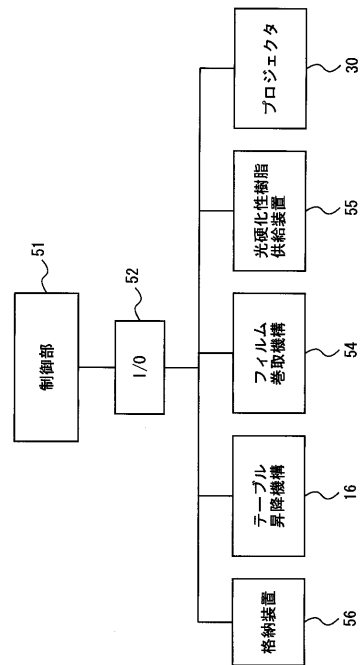 制御部
51
I/O
52
格納装置
56
テーブル
昇降機構
16
フィルム
巻取機構
54
光硬化性樹脂
供給装置
55
プロジェクタ
30